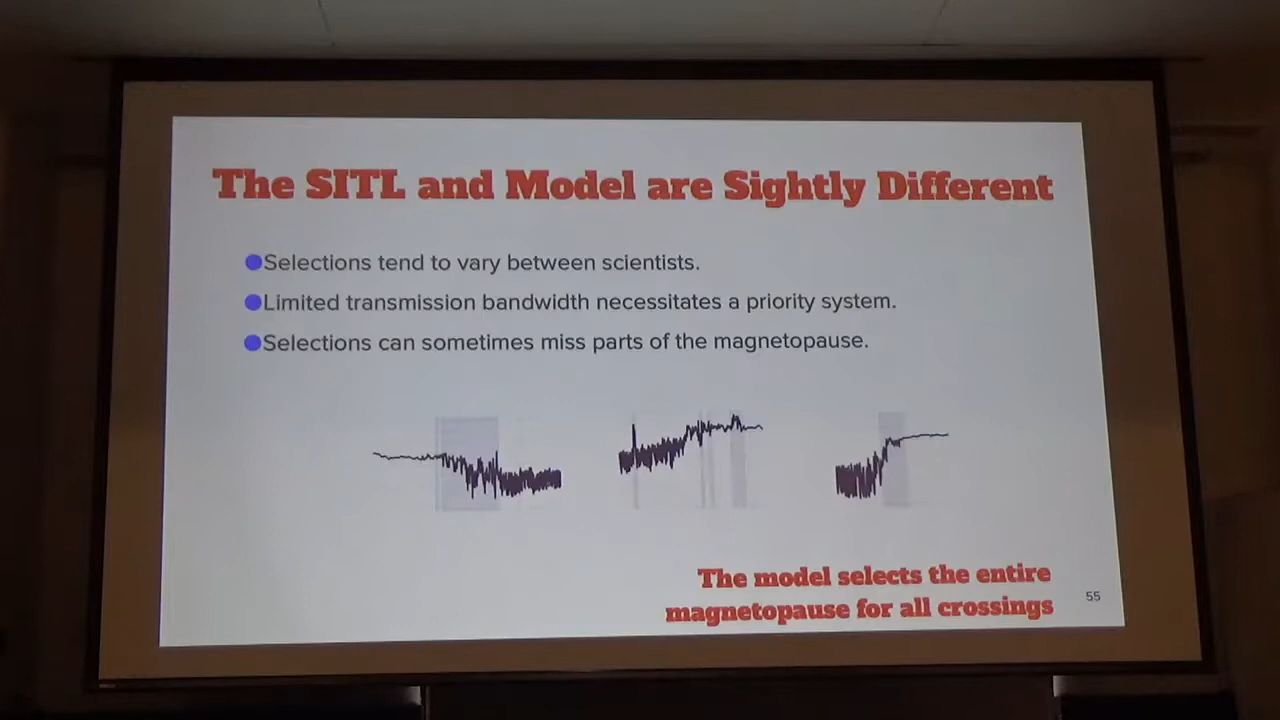 The SITL and Model are Sightly Different
●Selections tend to vary between scientists.
●Limited transmission bandwidth necessitates a priority system.
●Selections can sometimes miss parts of the magnetopause.
The model selects the entire
magnetopause for all crossings
55